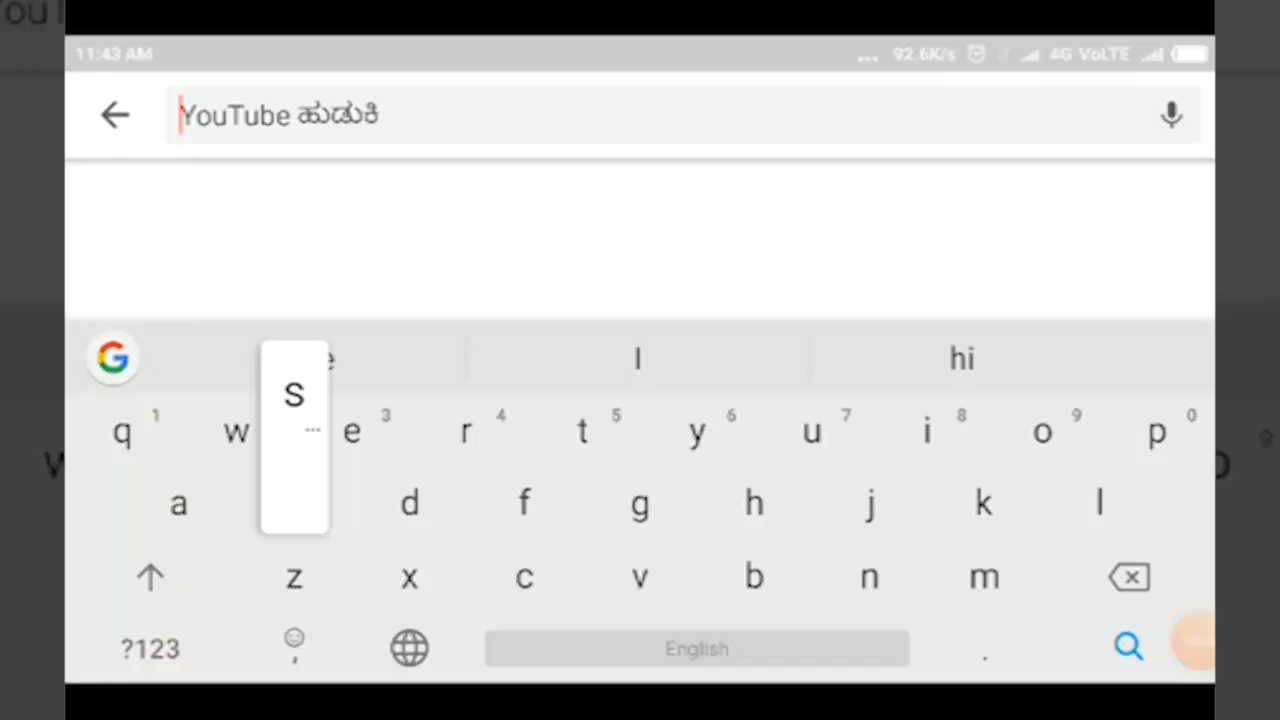 11:43 AM ... 92.6K/s 4G VoLTE
YouTube ಹುಡುಕಿ
I hi
q 1 w e 3 r 4 t 5 y 6 u 7 i 8 o 9 p 0
S ...
a d f g h j k l
z x c v b n m
?123 , English .